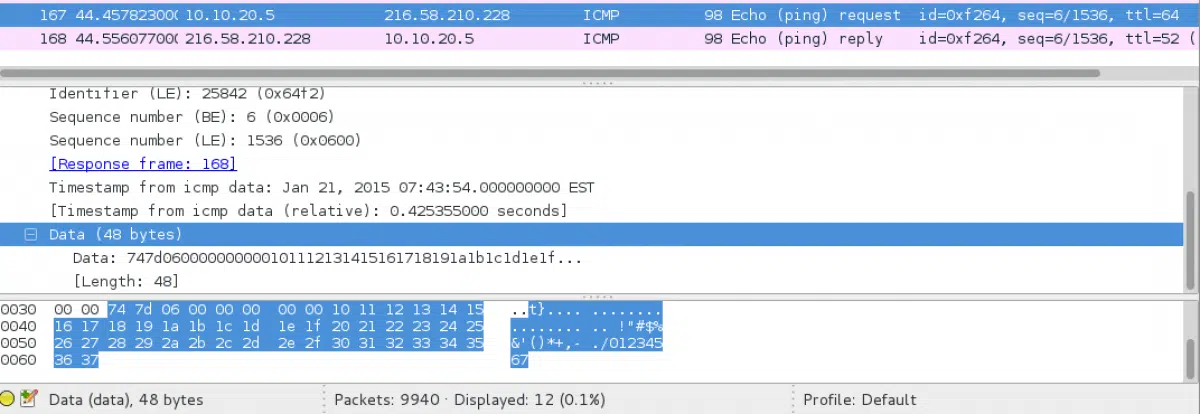 167 44.457823000 10.10.20.5 216.58.210.228 ICMP 98 Echo (ping) request id=0xf264, seq=6/1536, ttl=64
168 44.556077000 216.58.210.228 10.10.20.5 ICMP 98 Echo (ping) reply id=0xf264, seq=6/1536, ttl=52 (
Identifier (LE): 25842 (0x64f2)
Sequence number (BE): 6 (0x0006)
Sequence number (LE): 1536 (0x0600)
[Response frame: 168]
Timestamp from icmp data: Jan 21, 2015 07:43:54.000000000 EST
[Timestamp from icmp data (relative): 0.425355000 seconds]
Data (48 bytes)
Data: 747d060000000000101112131415161718191a1b1c1d1e1f...
[Length: 48]
0030 00 00 74 7d 06 00 00 00 00 00 10 11 12 13 14 15 ..t}.... ........
0040 16 17 18 19 1a 1b 1c 1d 1e 1f 20 21 22 23 24 25 ........ .. !"#$%
0050 26 27 28 29 2a 2b 2c 2d 2e 2f 30 31 32 33 34 35 &'()*+,- ./012345
0060 36 37 67
Data (data), 48 bytes Packets: 9940 · Displayed: 12 (0.1%) Profile: Default